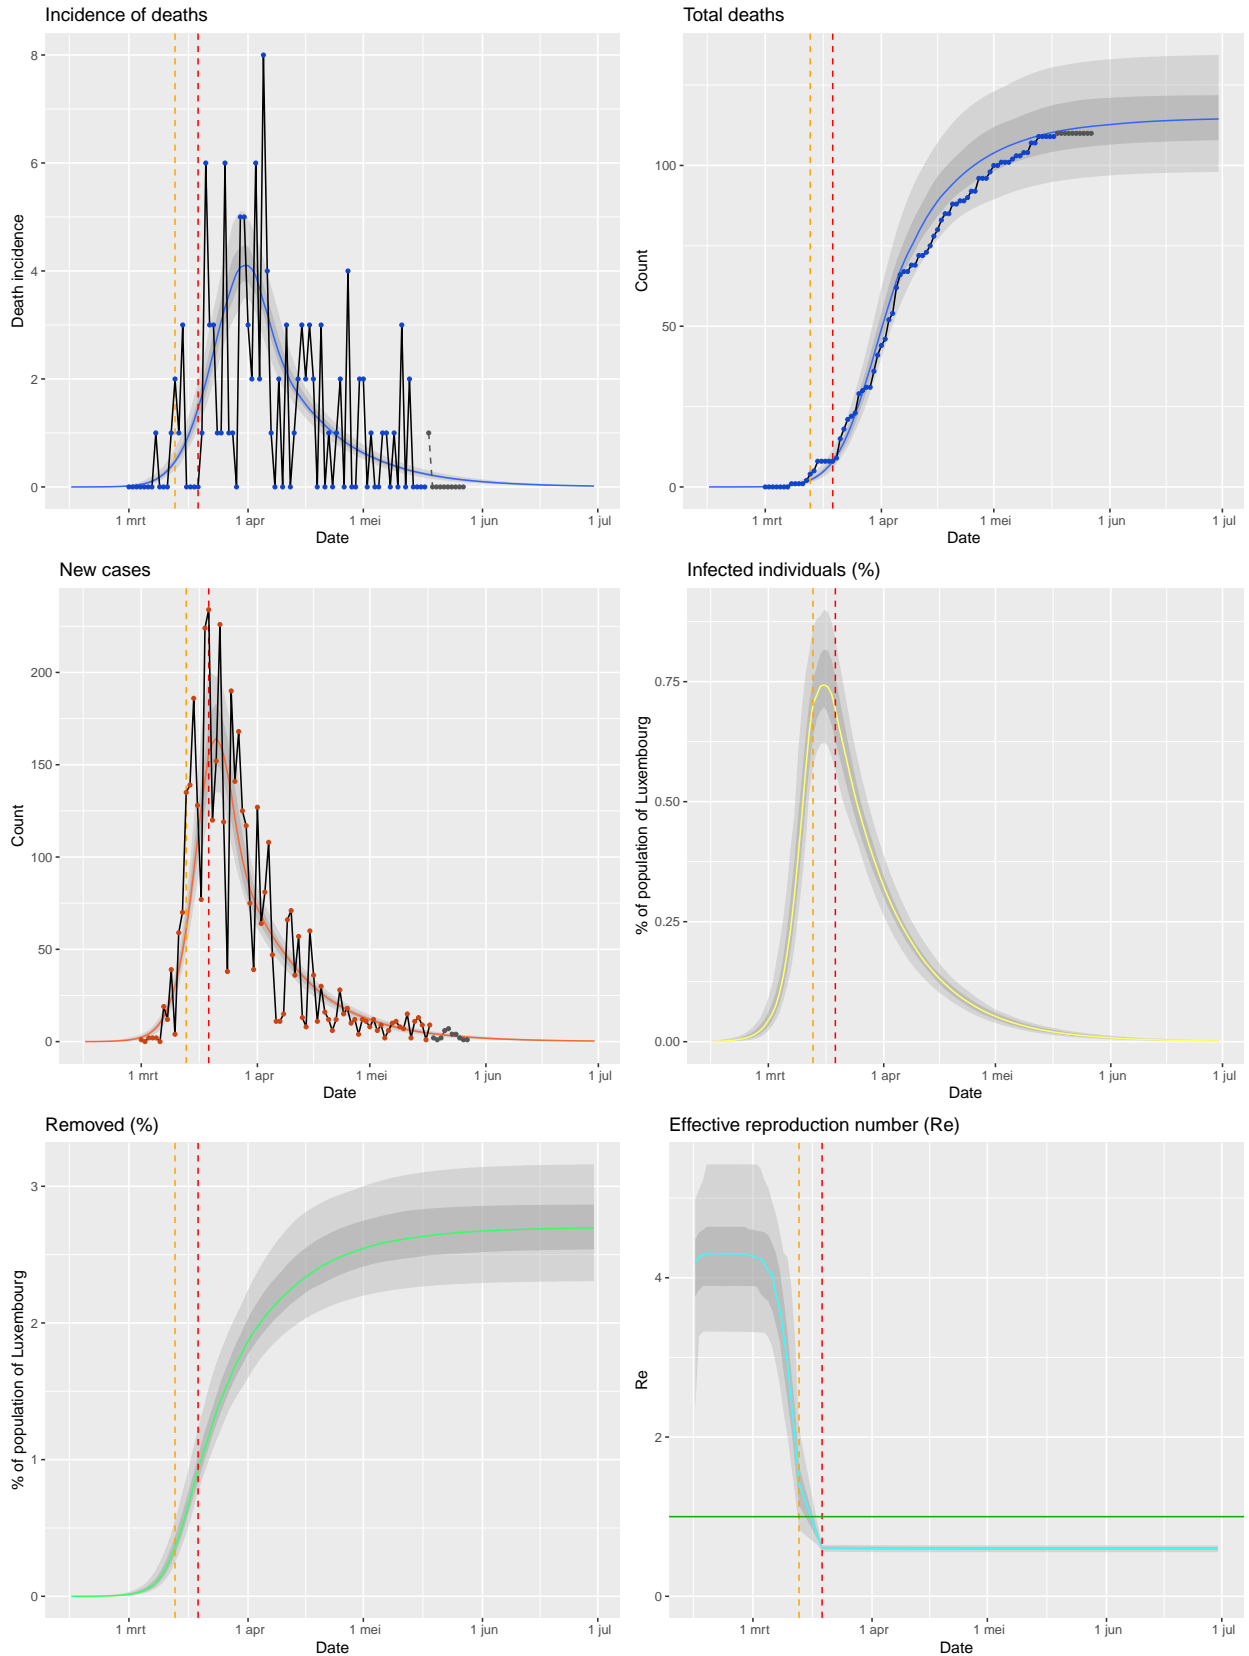 Incidence of deaths
Death incidence
8
6
4
2
0
1 mrt 1 apr 1 mei 1 jun 1 jul
Date
Total deaths
Count
100
50
0
1 mrt 1 apr 1 mei 1 jun 1 jul
Date
New cases
Count
200
150
100
50
0
1 mrt 1 apr 1 mei 1 jun 1 jul
Date
Infected individuals (%)
% of population of Luxembourg
0.75
0.50
0.25
0.00
1 mrt 1 apr 1 mei 1 jun 1 jul
Date
Removed (%)
% of population of Luxembourg
3
2
1
0
1 mrt 1 apr 1 mei 1 jun 1 jul
Date
Effective reproduction number (Re)
Re
4
2
0
1 mrt 1 apr 1 mei 1 jun 1 jul
Date